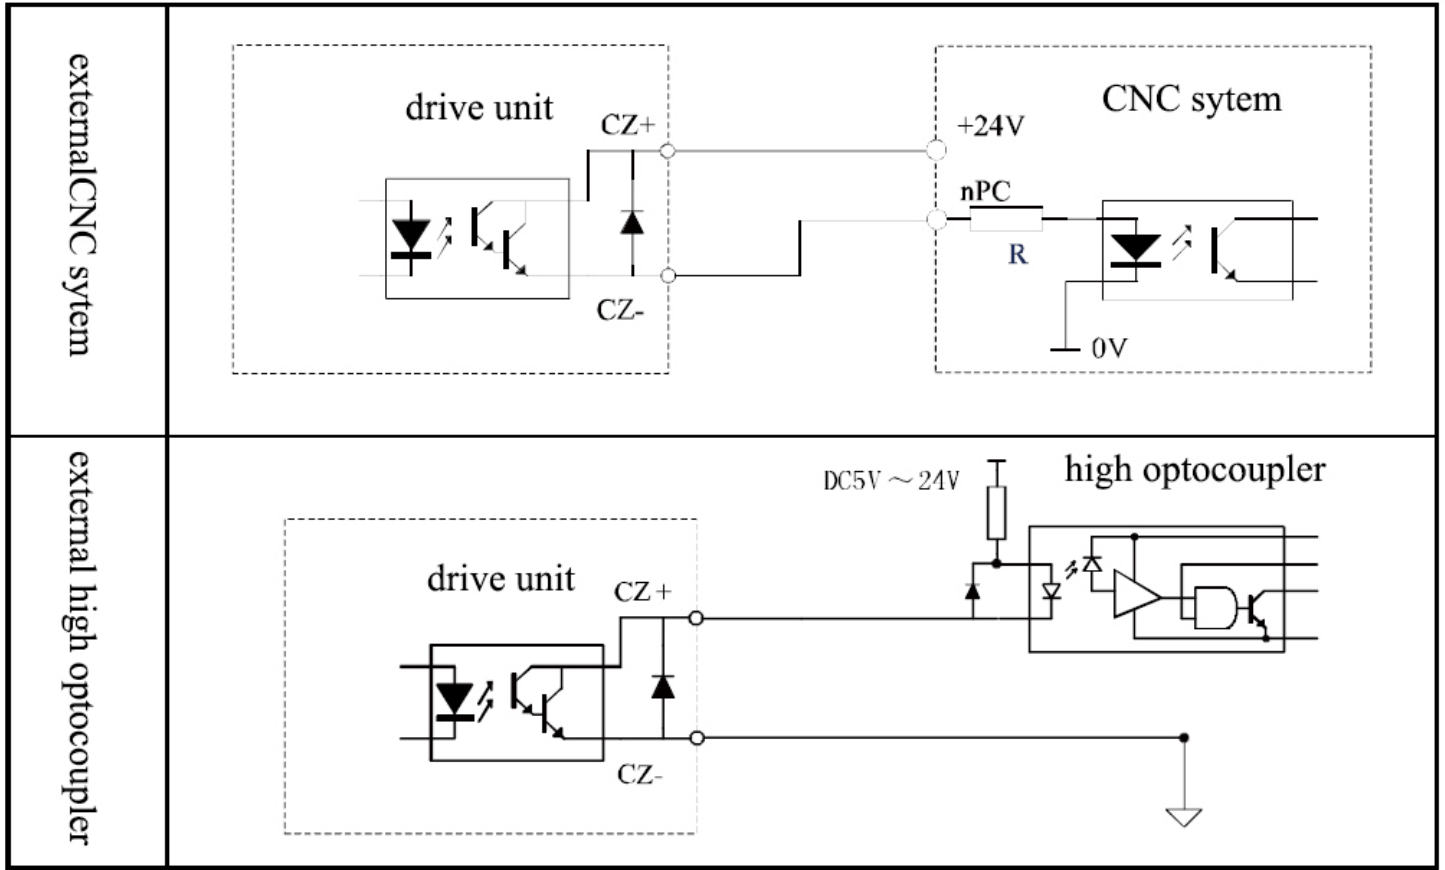 externalCNC sytem
drive unit
CZ+
CZ-
CNC sytem
+24V
nPC
R
0V
external high optocoupler
DC5V～24V
high optocoupler
drive unit
CZ+
CZ-